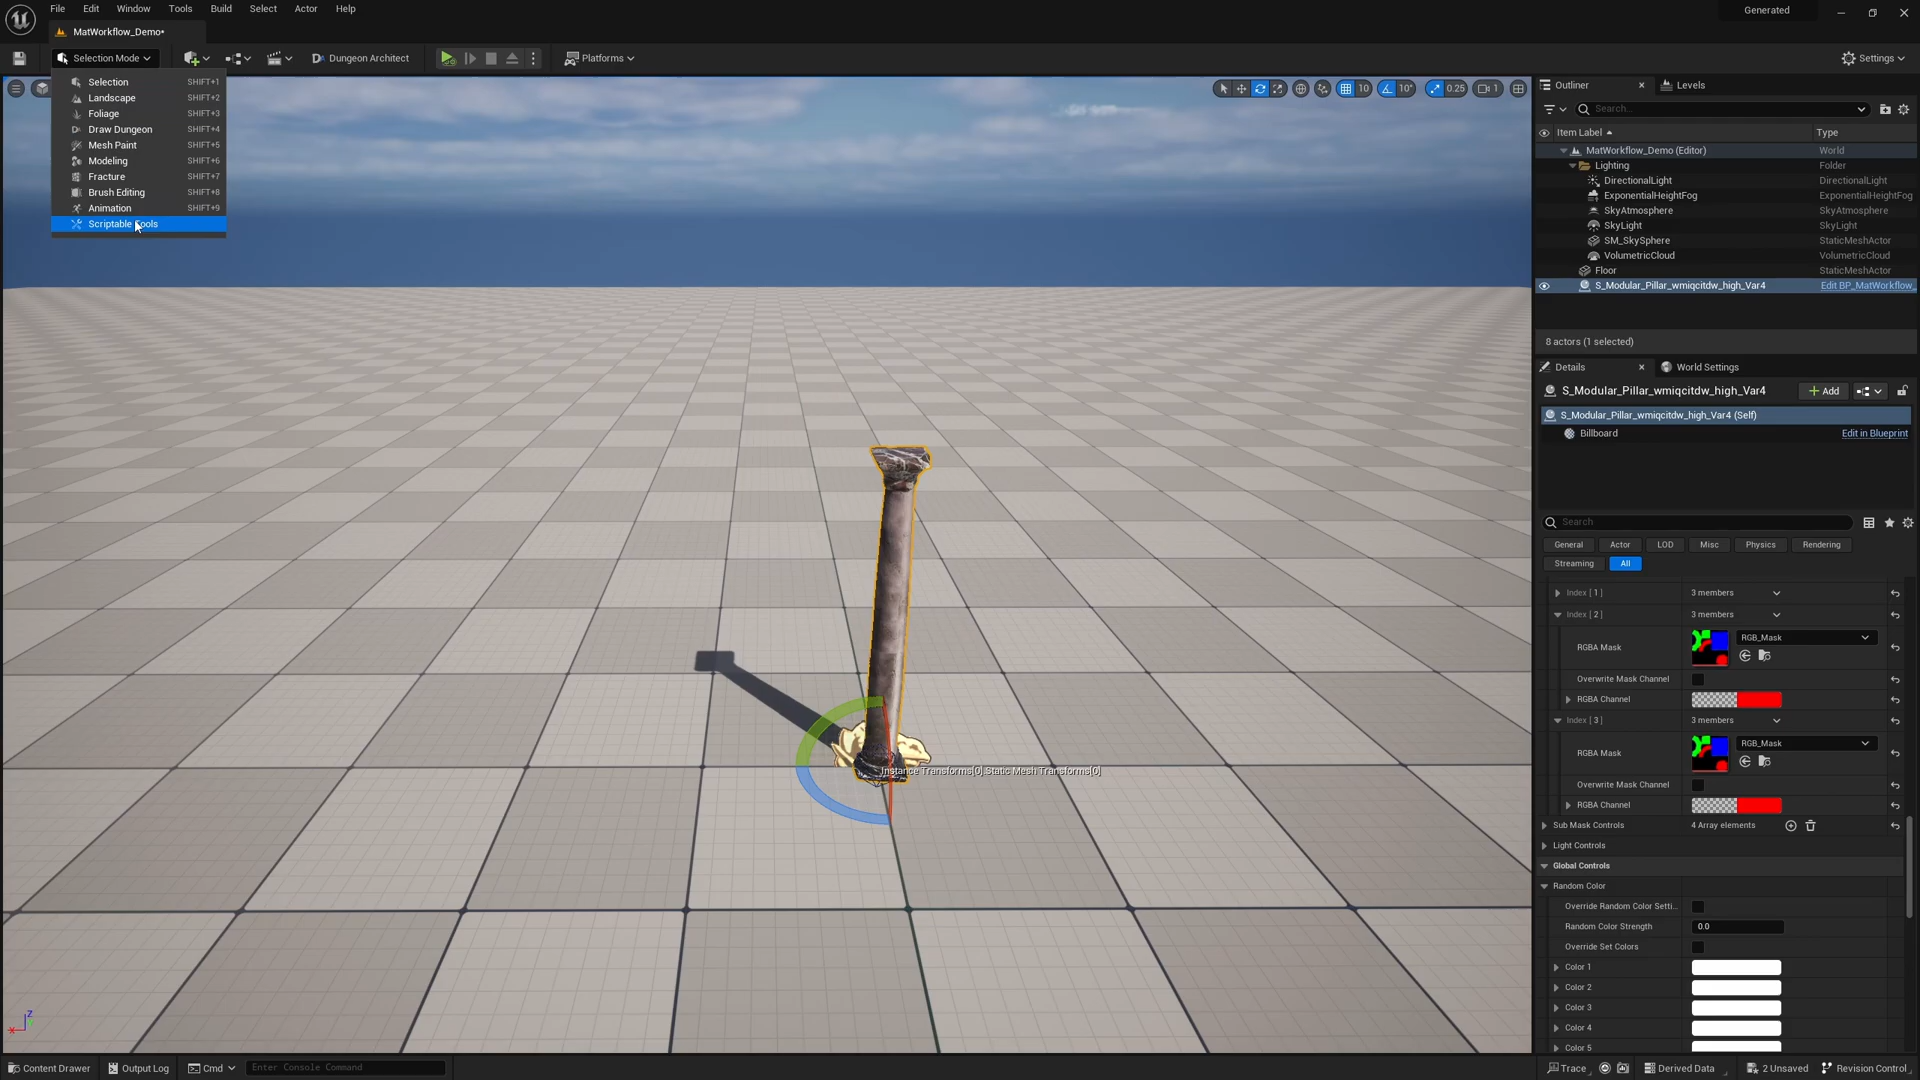 File Edit Window Tools Build Select Actor Help
Generated
MatWorkflow_Demo•
Selection Mode
Dungeon Architect
Platforms
Settings
Selection SHIFT+1
Landscape SHIFT+2
Foliage SHIFT+3
Draw Dungeon SHIFT+4
Mesh Paint SHIFT+5
Modeling SHIFT+6
Fracture SHIFT+7
Brush Editing SHIFT+8
Animation SHIFT+9
Scriptable Tools
10 10° 0.25 1
Outliner Levels
Search...
Item Label Type
MatWorkflow_Demo (Editor) World
Lighting Folder
DirectionalLight DirectionalLight
ExponentialHeightFog ExponentialHeightFog
SkyAtmosphere SkyAtmosphere
SkyLight SkyLight
SM_SkySphere StaticMeshActor
VolumetricCloud VolumetricCloud
Floor StaticMeshActor
S_Modular_Pillar_wmiqcitdw_high_Var4 Edit BP_MatWorkflow_
8 actors (1 selected)
Details World Settings
S_Modular_Pillar_wmiqcitdw_high_Var4 Add
S_Modular_Pillar_wmiqcitdw_high_Var4 (Self)
Billboard Edit in Blueprint
Search
General Actor LOD Misc Physics Rendering
Streaming All
Index [ 1 ] 3 members
Index [ 2 ] 3 members
RGBA Mask RGB_Mask
Overwrite Mask Channel
RGBA Channel
Index [ 3 ] 3 members
RGBA Mask RGB_Mask
Overwrite Mask Channel
RGBA Channel
Sub Mask Controls 4 Array elements
Light Controls
Global Controls
Random Color
Override Random Color Setti...
Random Color Strength 0.0
Override Set Colors
Color 1
Color 2
Color 3
Color 4
Color 5
Instance Transforms[0].Static Mesh Transforms[0]
Z
X
Content Drawer Output Log Cmd Enter Console Command
Trace Derived Data 2 Unsaved Revision Control